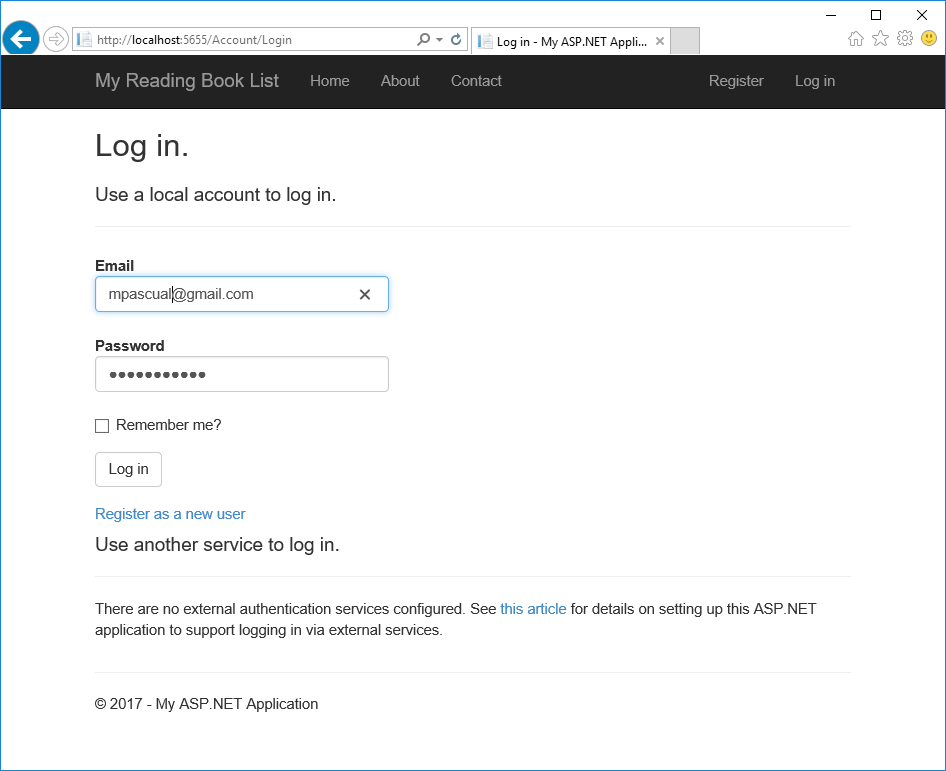 http://localhost:5655/Account/Login
Log in - My ASP.NET Appli...
My Reading Book List Home About Contact Register Log in
Log in.
Use a local account to log in.
Email
mpascual@gmail.com
Password
●●●●●●●●●●●
Remember me?
Log in
Register as a new user
Use another service to log in.
There are no external authentication services configured. See this article for details on setting up this ASP.NET
application to support logging in via external services.
© 2017 - My ASP.NET Application